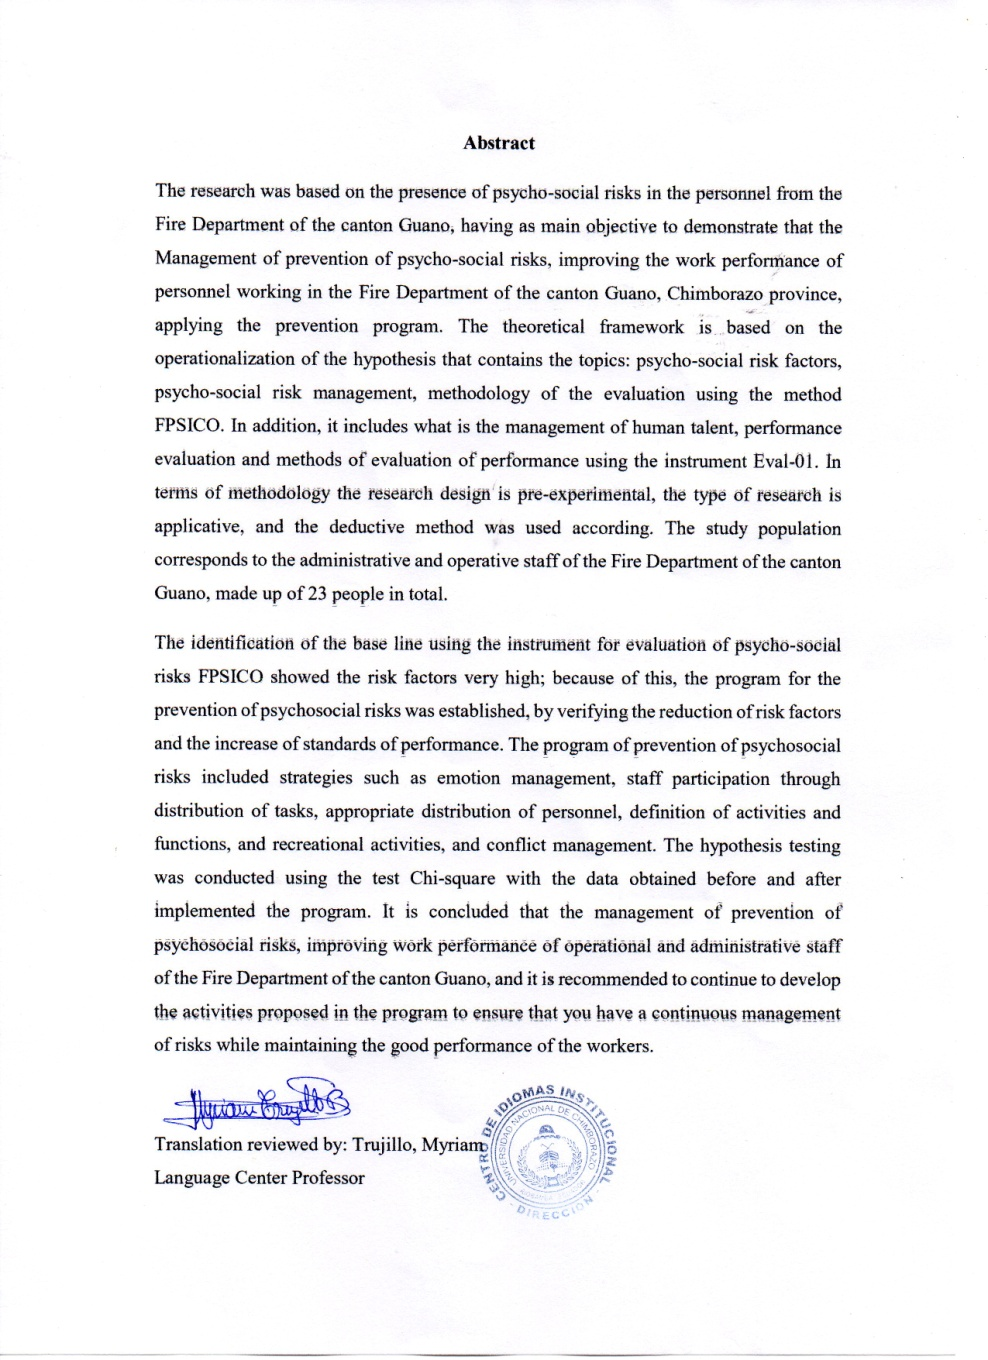 Abstract
The research was based on the presence of psycho-social risks in the personnel from the
Fire Department of the canton Guano, having as main objective to demonstrate that the
Management of prevention of psycho-social risks, improving the work performance of
personnel working in the Fire Department of the canton Guano, Chimborazo province,
applying the prevention program. The theoretical framework is based on the
operationalization of the hypothesis that contains the topics: psycho-social risk factors,
psycho-social risk management, methodology of the evaluation using the method
FPSICO. In addition, it includes what is the management of human talent, performance
evaluation and methods of evaluation of performance using the instrument Eval-01. In
terms of methodology the research design is pre-experimental, the type of research is
applicative, and the deductive method was used according. The study population
corresponds to the administrative and operative staff of the Fire Department of the canton
Guano, made up of 23 people in total.
The identification of the base line using the instrument for evaluation of psycho-social
risks FPSICO showed the risk factors very high; because of this, the program for the
prevention of psychosocial risks was established, by verifying the reduction of risk factors
and the increase of standards of performance. The program of prevention of psychosocial
risks included strategies such as emotion management, staff participation through
distribution of tasks, appropriate distribution of personnel, definition of activities and
functions, and recreational activities, and conflict management. The hypothesis testing
was conducted using the test Chi-square with the data obtained before and after
implemented the program. It is concluded that the management of prevention of
psychosocial risks, improving work performance of operational and administrative staff
of the Fire Department of the canton Guano, and it is recommended to continue to develop
the activities proposed in the program to ensure that you have a continuous management
of risks while maintaining the good performance of the workers.
Myriam Trujillo B
Translation reviewed by: Trujillo, Myriam
Language Center Professor
CENTRO DE IDIOMAS INSTITUCIONAL
UNIVERSIDAD NACIONAL DE CHIMBORAZO
- DIRECCION -